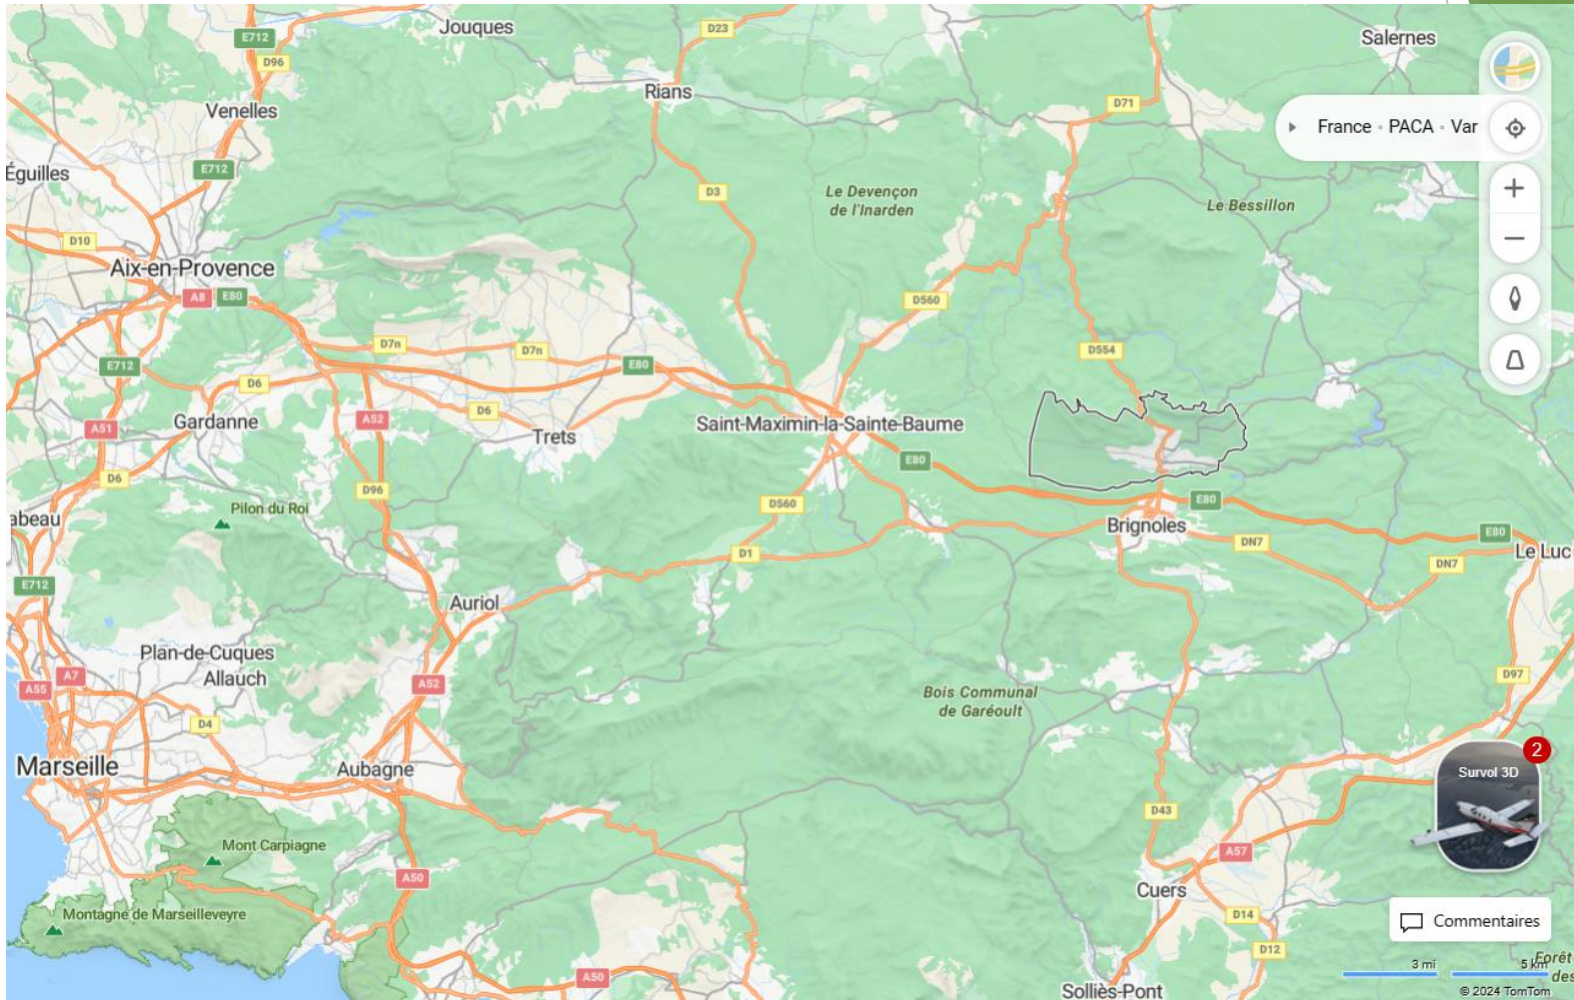 Jouques
D23
Salernes
E712
D96
Rians
Venelles
D71
France • PACA • Var
E712
Éguilles
D3
Le Devençon
de l'Inarden
Le Bessillon
D10
Aix-en-Provence
A8
E80
D560
D7n
D7n
D554
E712
E80
D6
D6
Gardanne
A52
A51
Trets
Saint-Maximin-la-Sainte-Baume
E80
D6
D96
D560
E80
Pilon du Roi
abeau
Brignoles
DN7
E80
Le Luc
D1
DN7
E712
Auriol
Plan-de-Cuques
Allauch
A7
A55
A52
D97
Bois Communal
de Garéoult
D4
Marseille
Aubagne
2
Survol 3D
D43
Mont Carpiagne
A57
A50
Cuers
Montagne de Marseilleveyre
D14
Commentaires
D12
Forêt
des
3 mi
5 km
A50
Solliès-Pont
© 2024 TomTom